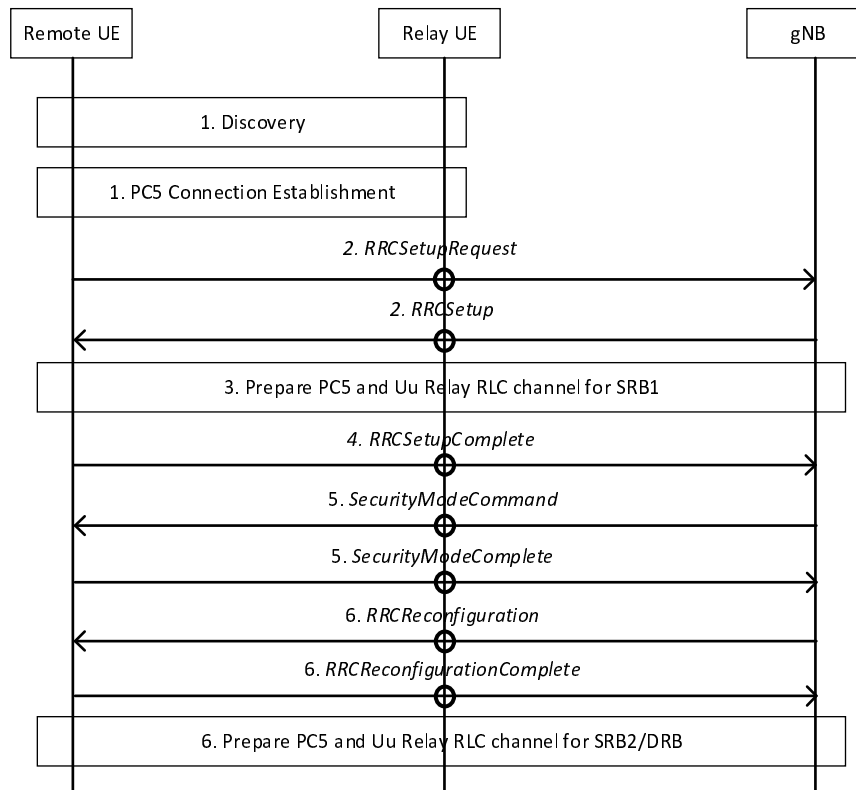 Remote UE
Relay UE
gNB
1. Discovery
1. PC5 Connection Establishment
2. RRCSetupRequest
2. RRCSetup
3. Prepare PC5 and Uu Relay RLC channel for SRB1
4. RRCSetupComplete
5. SecurityModeCommand
5. SecurityModeComplete
6. RRCReconfiguration
6. RRCReconfigurationComplete
6. Prepare PC5 and Uu Relay RLC channel for SRB2/DRB